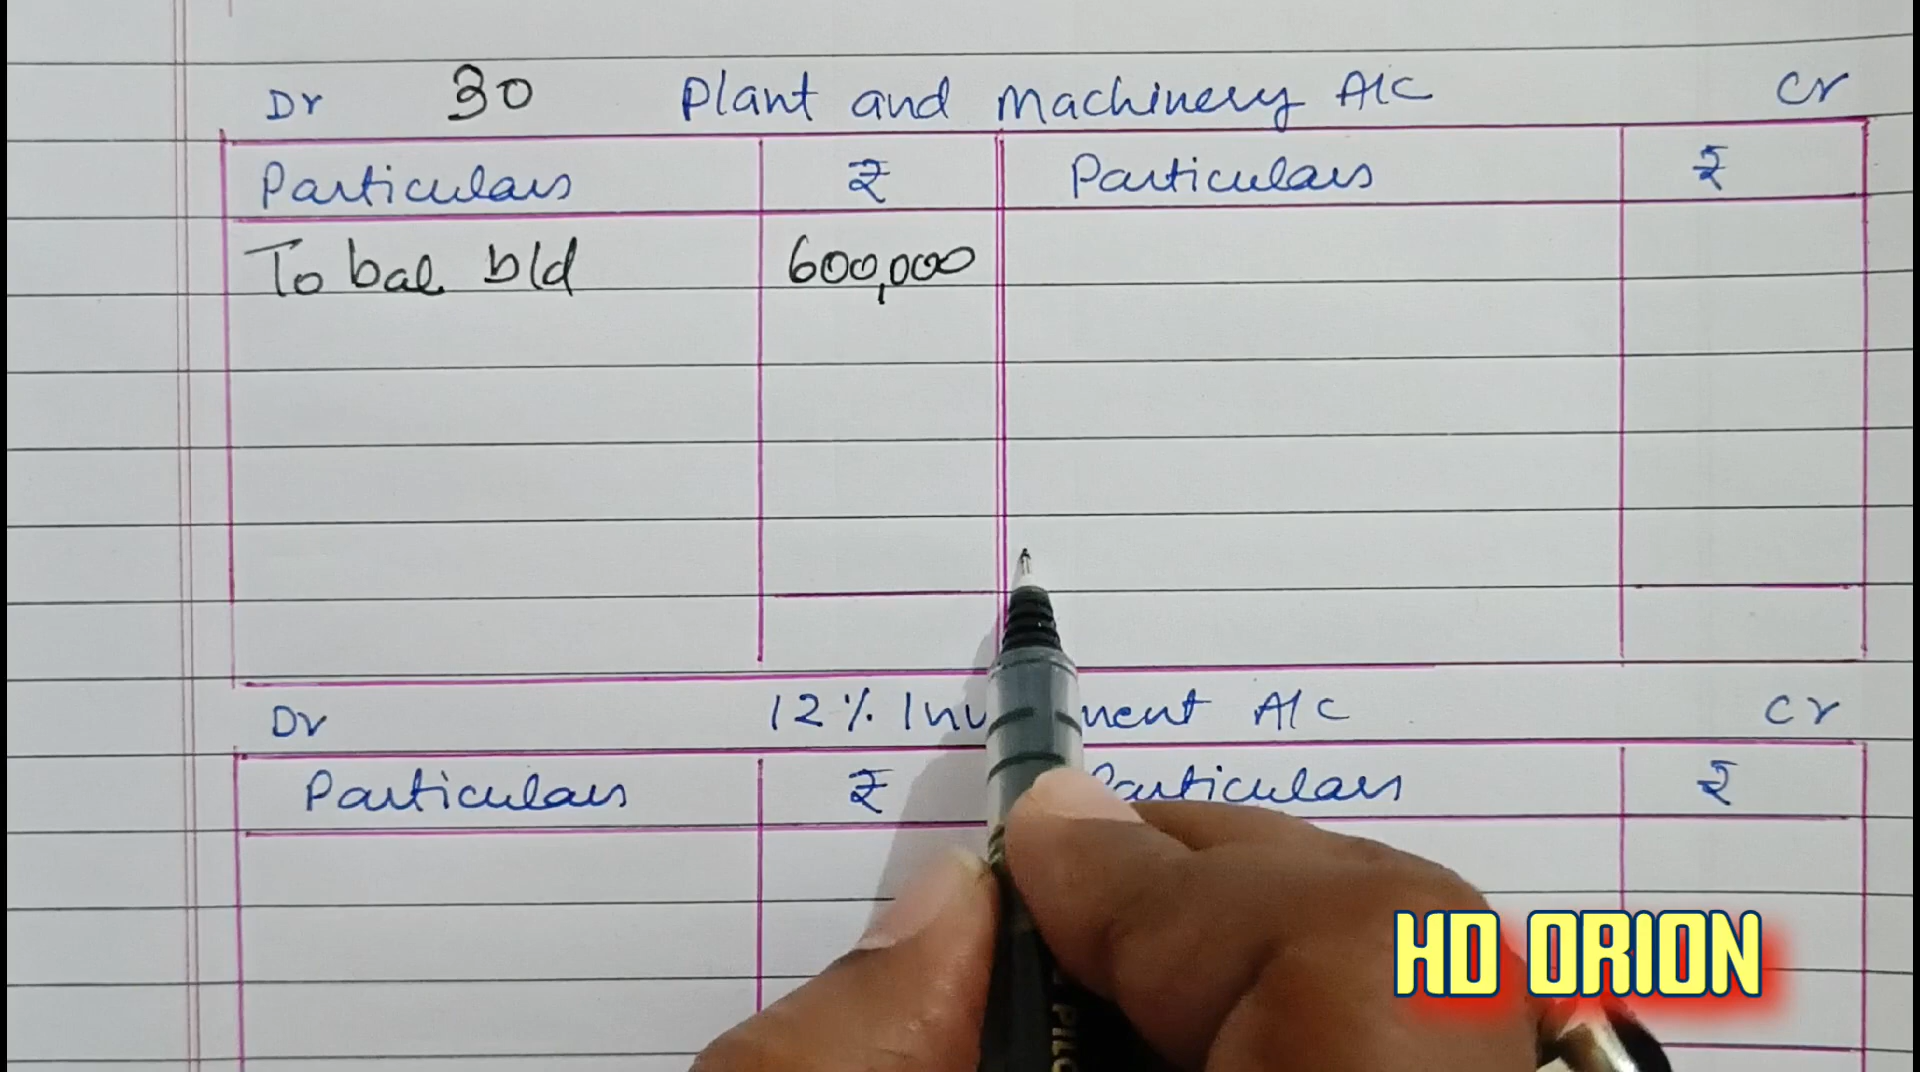 Dr 30 Plant and Machinery A/C Cr
Particulars ₹ Particulars ₹
To bal b/d 600,000
Dr 12% Inv ment A/C Cr
Particulars ₹ Particulars ₹
HD ORION